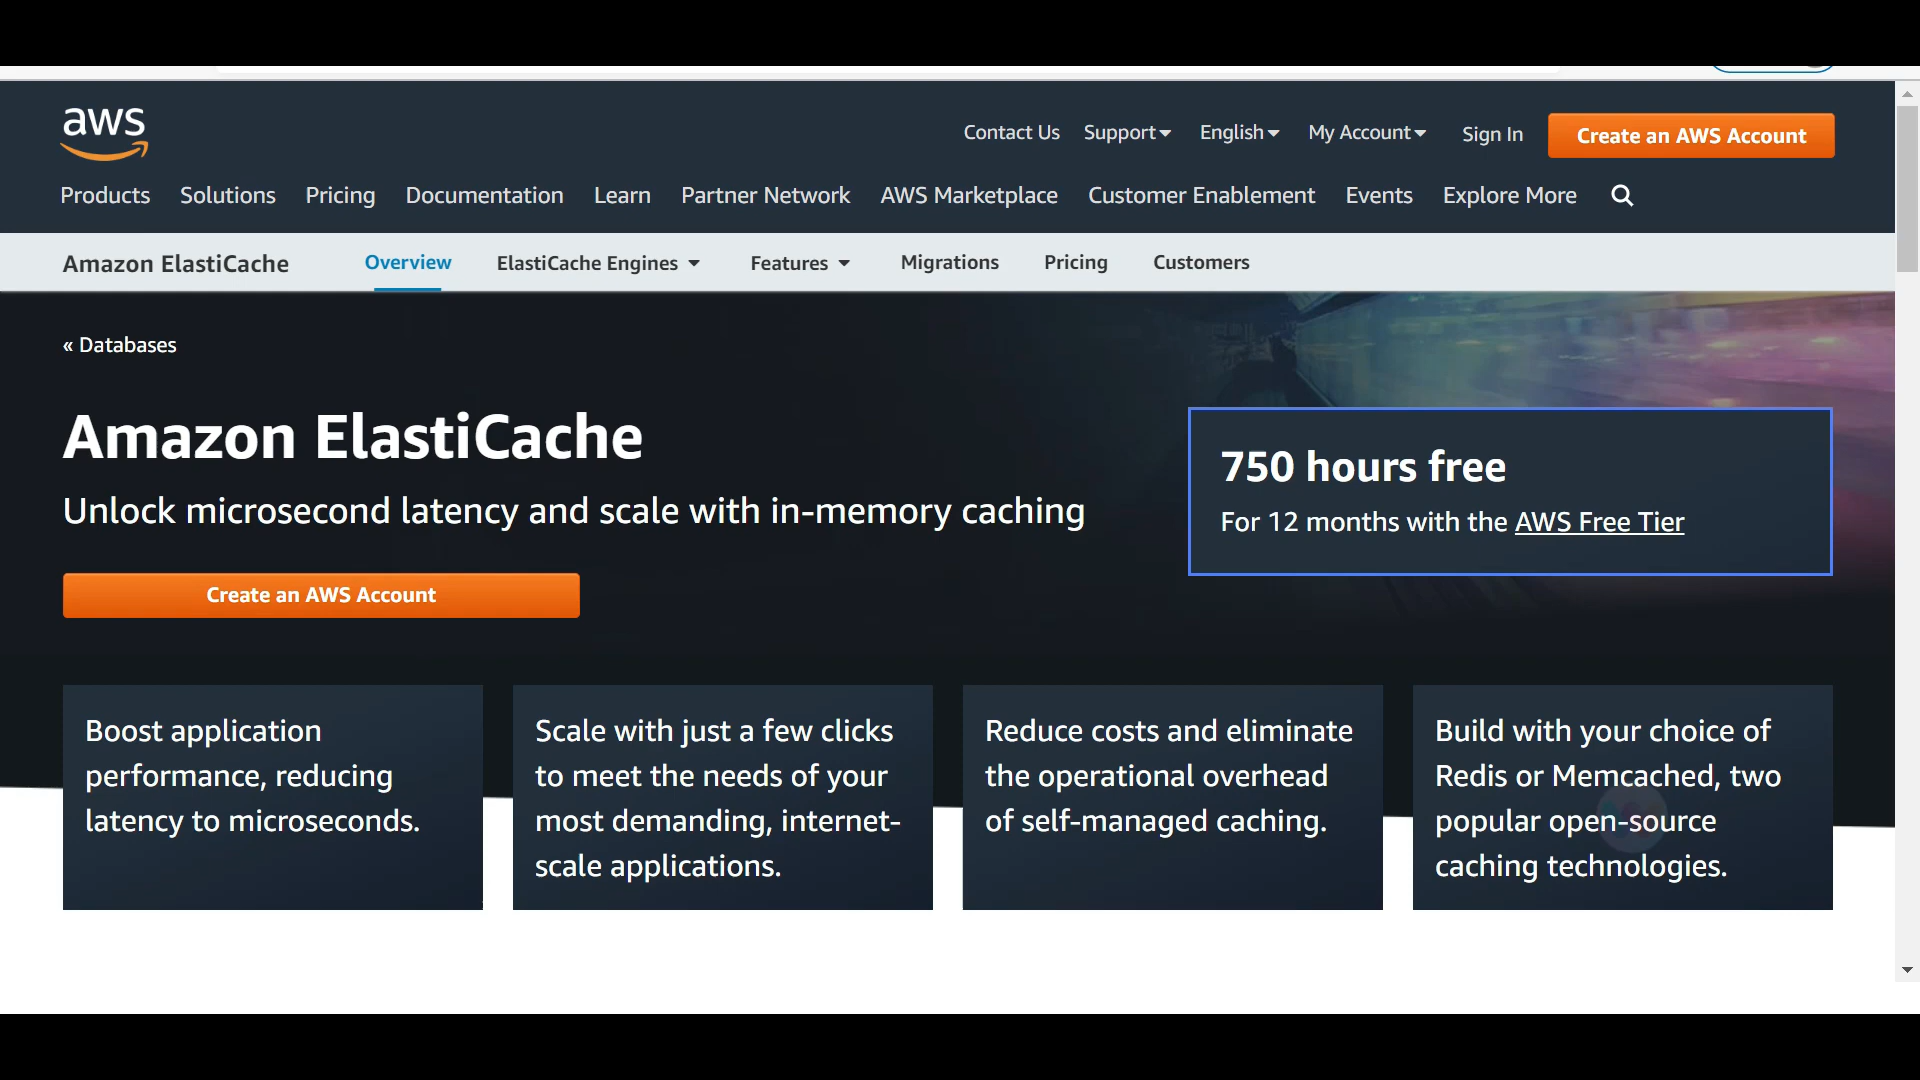 aws
Contact Us Support English My Account Sign In Create an AWS Account
Products Solutions Pricing Documentation Learn Partner Network AWS Marketplace Customer Enablement Events Explore More
Amazon ElastiCache Overview ElastiCache Engines Features Migrations Pricing Customers
« Databases
Amazon ElastiCache
Unlock microsecond latency and scale with in-memory caching
Create an AWS Account
750 hours free
For 12 months with the AWS Free Tier
Boost application
performance, reducing
latency to microseconds.
Scale with just a few clicks
to meet the needs of your
most demanding, internet-
scale applications.
Reduce costs and eliminate
the operational overhead
of self-managed caching.
Build with your choice of
Redis or Memcached, two
popular open-source
caching technologies.